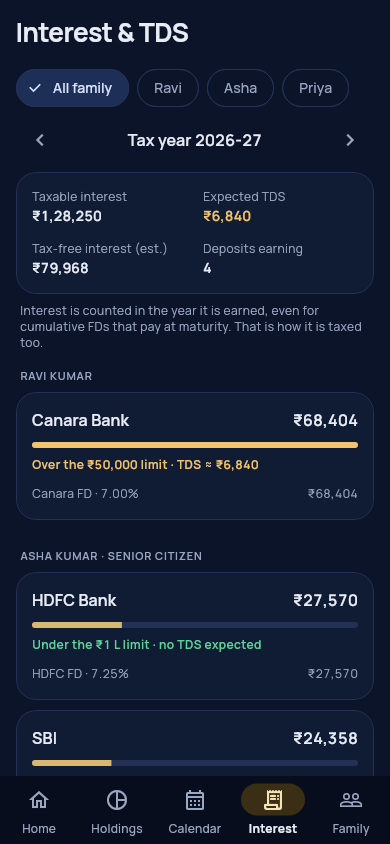 Interest & TDS
All family
Ravi
Asha
Priya
Tax year 2026-27
Taxable interest
₹1,28,250
Expected TDS
₹6,840
Tax-free interest (est.)
₹79,968
Deposits earning
4
Interest is counted in the year it is earned, even for
cumulative FDs that pay at maturity. That is how it is taxed
too.
RAVI KUMAR
Canara Bank ₹68,404
Over the ₹50,000 limit · TDS ≈ ₹6,840
Canara FD · 7.00% ₹68,404
ASHA KUMAR · SENIOR CITIZEN
HDFC Bank ₹27,570
Under the ₹1 L limit · no TDS expected
HDFC FD · 7.25% ₹27,570
SBI ₹24,358
Home
Holdings
Calendar
Interest
Family